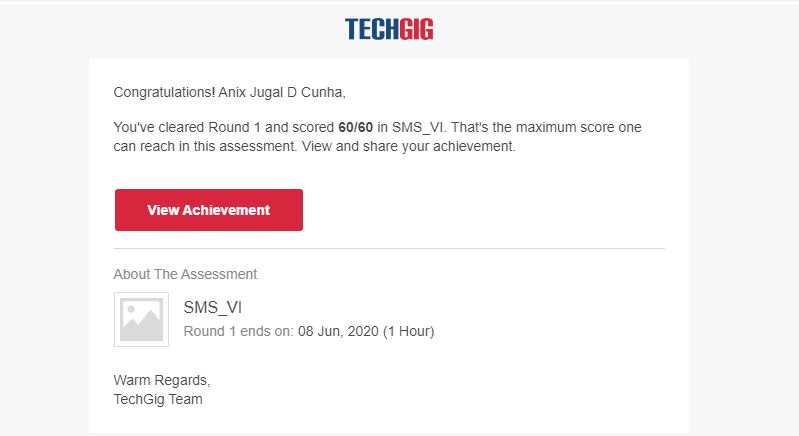 TECHGIG
Congratulations! Anix Jugal D Cunha,
You've cleared Round 1 and scored 60/60 in SMS_VI. That's the maximum score one
can reach in this assessment. View and share your achievement.
View Achievement
About The Assessment
SMS_VI
Round 1 ends on: 08 Jun, 2020 (1 Hour)
Warm Regards,
TechGig Team